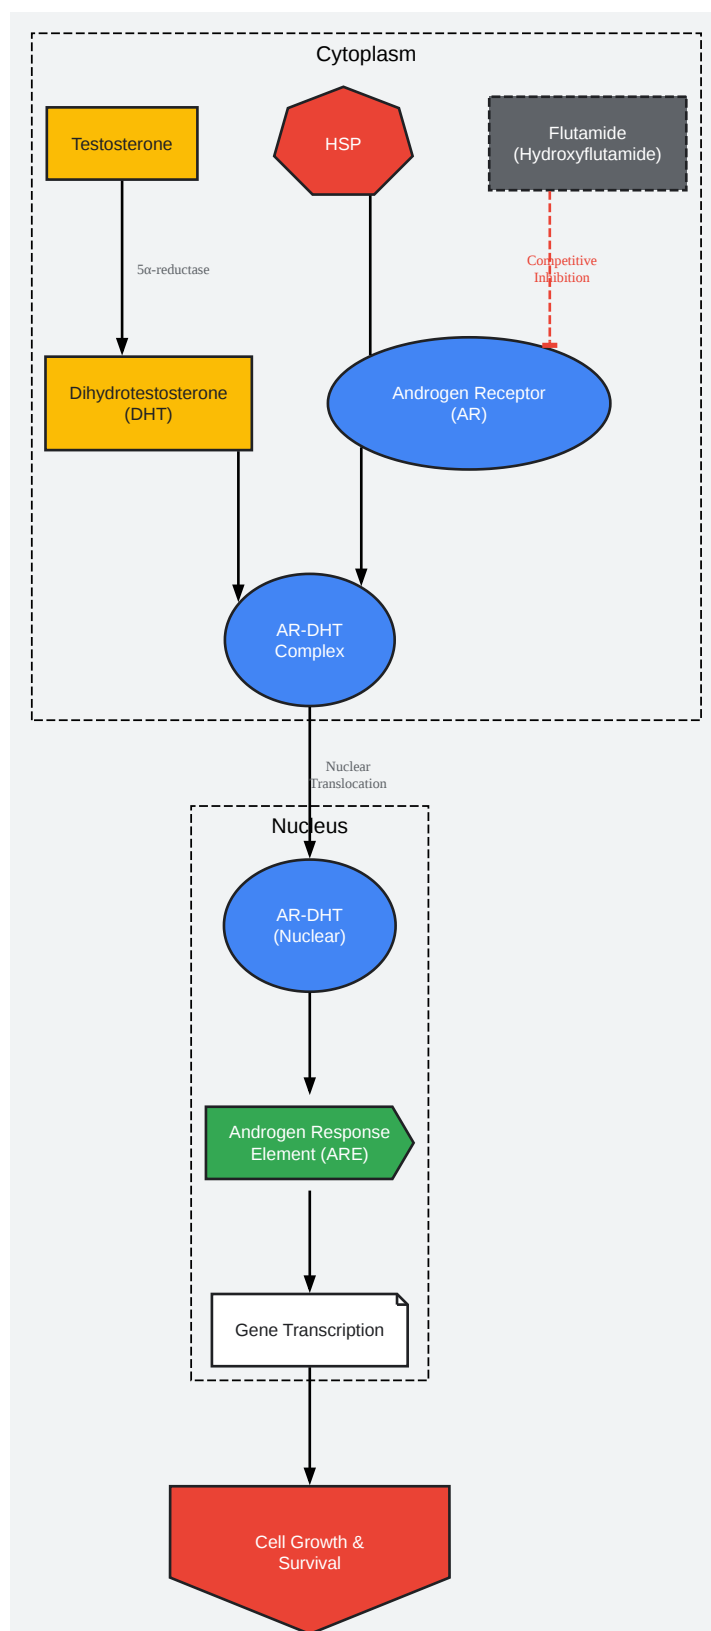 Cytoplasm
Testosterone
HSP
Flutamide
(Hydroxyflutamide)
5α-reductase
Competitive
Inhibition
Dihydrotestosterone
(DHT)
Androgen Receptor
(AR)
AR-DHT
Complex
Nuclear
Translocation
Nucleus
AR-DHT
(Nuclear)
Androgen Response
Element (ARE)
Gene Transcription
Cell Growth &
Survival